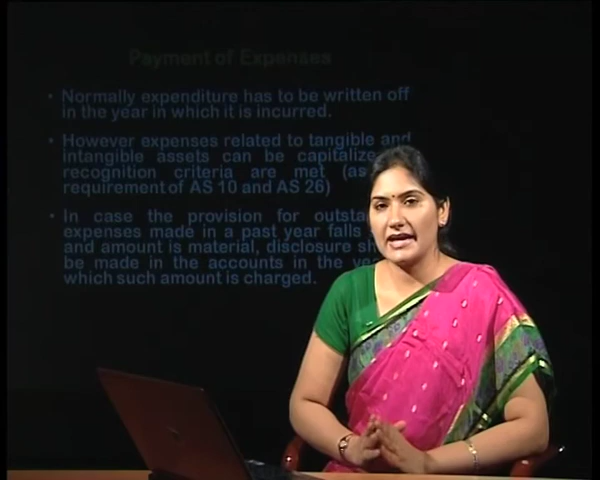 Payment of Expenses
• Normally expenditure has to be written off
in the year in which it is incurred.
• However expenses related to tangible and
intangible assets can be capitalize
recognition criteria are met (as
requirement of AS 10 and AS 26)
• In case the provision for outsta
expenses made in a past year falls
and amount is material, disclosure sh
be made in the accounts in the ye
which such amount is charged.